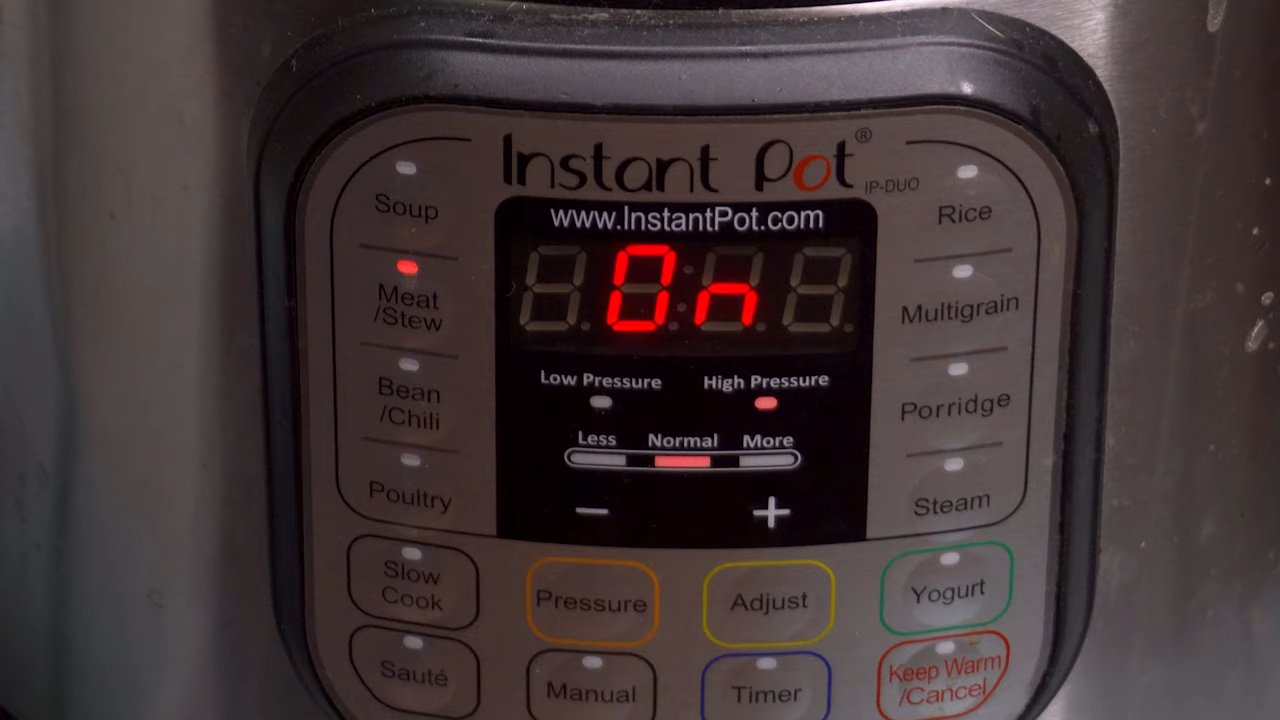 Instant Pot®
IP-DUO
www.InstantPot.com
On
Soup
Meat
/Stew
Bean
/Chili
Poultry
Low Pressure
High Pressure
Less Normal More
− +
Rice
Multigrain
Porridge
Steam
Slow
Cook
Pressure
Adjust
Yogurt
Sauté
Manual
Timer
Keep Warm
/Cancel